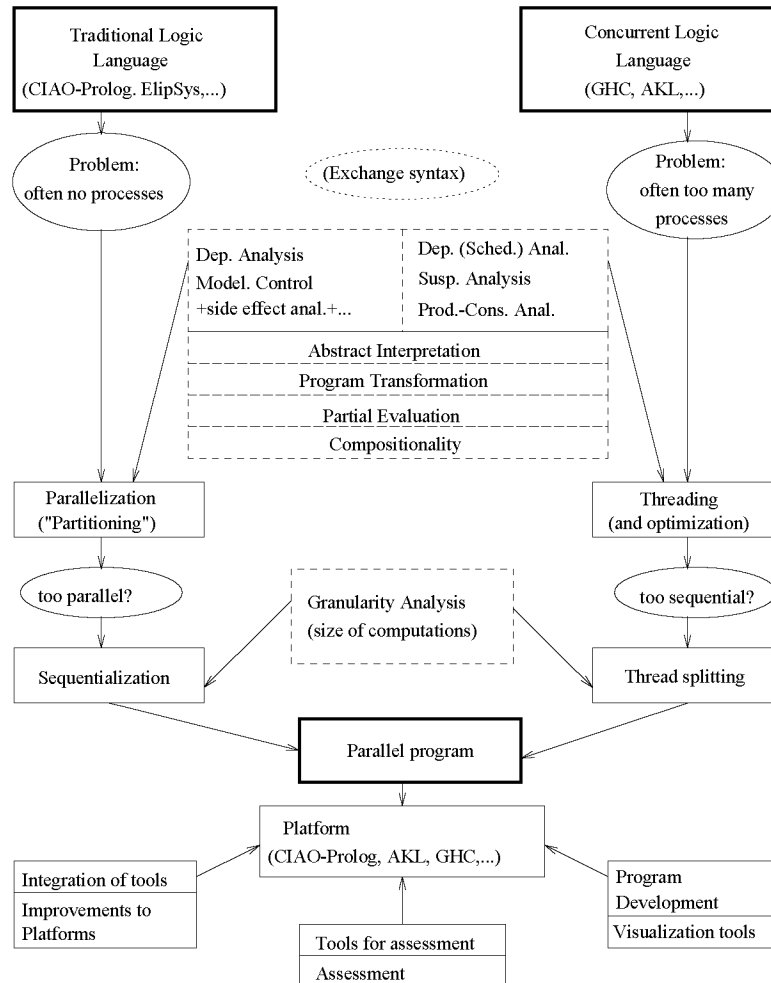 Traditional Logic
Language
(CIAO-Prolog. ElipSys,...)
Concurrent Logic
Language
(GHC, AKL,...)
Problem:
often no processes
(Exchange syntax)
Problem:
often too many
processes
Dep. Analysis
Model. Control
+side effect anal.+...
Dep. (Sched.) Anal.
Susp. Analysis
Prod.-Cons. Anal.
Abstract Interpretation
Program Transformation
Partial Evaluation
Compositionality
Parallelization
("Partitioning")
Threading
(and optimization)
too parallel?
Granularity Analysis
(size of computations)
too sequential?
Sequentialization
Thread splitting
Parallel program
Platform
(CIAO-Prolog, AKL, GHC,...)
Integration of tools
Improvements to
Platforms
Program
Development
Visualization tools
Tools for assessment
Assessment